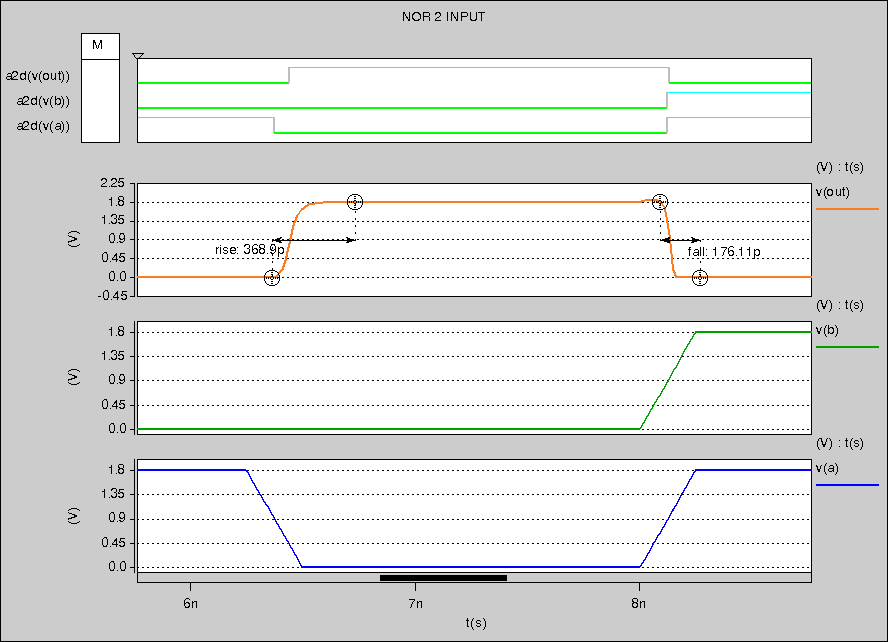 NOR 2 INPUT
M
a2d(v(out))
a2d(v(b))
a2d(v(a))
(V) : t(s)
v(out)
2.25
1.8
1.35
0.9
0.45
0.0
-0.45
(V)
rise: 368.9p
fall: 176.11p
(V) : t(s)
v(b)
1.8
1.35
0.9
0.45
0.0
(V)
(V) : t(s)
v(a)
1.8
1.35
0.9
0.45
0.0
(V)
6n 7n 8n
t(s)